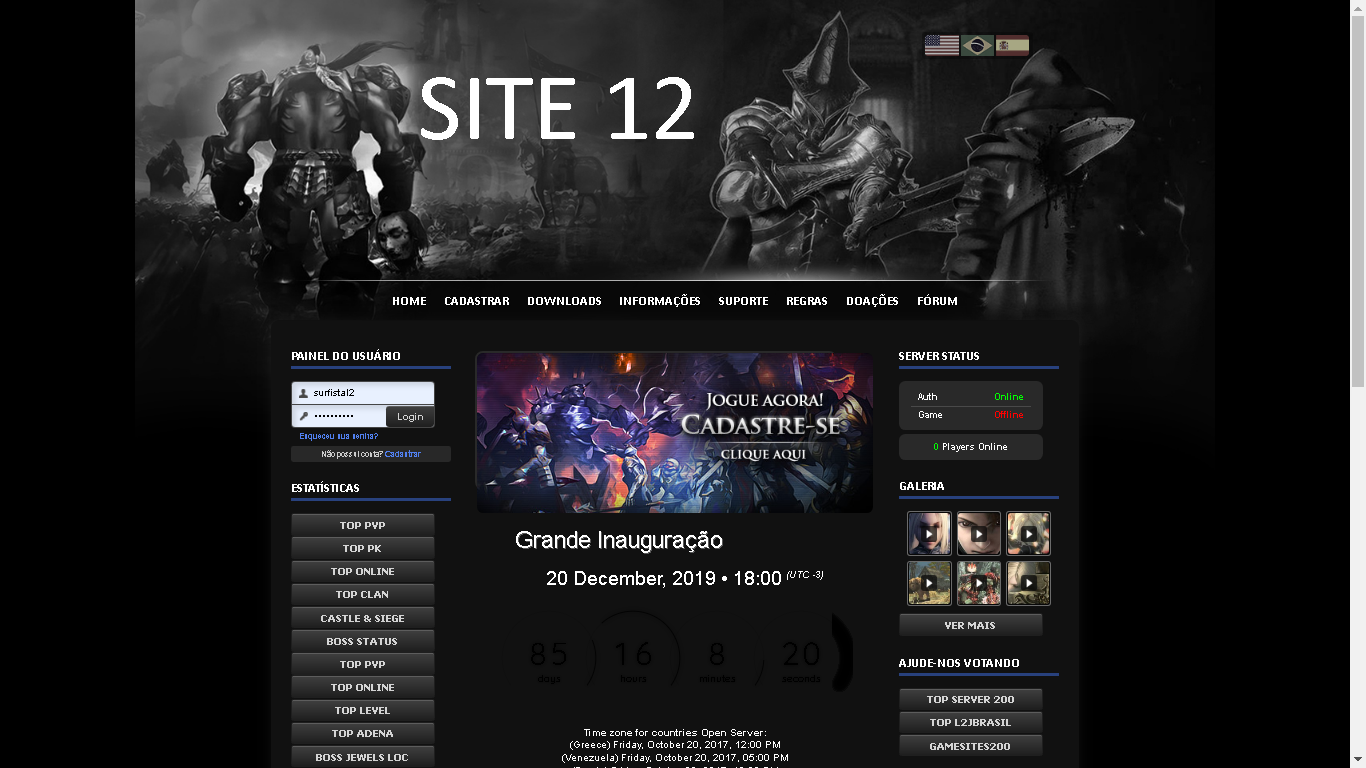 SITE 12
HOME CADASTRAR DOWNLOADS INFORMAÇÕES SUPORTE REGRAS DOAÇÕES FÓRUM
PAINEL DO USUÁRIO
surfistal2
•••••••••• Login
Esqueceu sua senha?
Não possui conta? Cadastrar
ESTATÍSTICAS
TOP PVP
TOP PK
TOP ONLINE
TOP CLAN
CASTLE & SIEGE
BOSS STATUS
TOP PVP
TOP ONLINE
TOP LEVEL
TOP ADENA
BOSS JEWELS LOC
JOGUE AGORA!
CADASTRE-SE
CLIQUE AQUI
Grande Inauguração
20 December, 2019 • 18:00 (UTC -3)
85 16 8 20
days hours minutes seconds
Time zone for countries Open Server:
(Greece) Friday, October 20, 2017, 12:00 PM
(Venezuela) Friday, October 20, 2017, 05:00 PM
SERVER STATUS
Auth Online
Game Offline
0 Players Online
GALERIA
VER MAIS
AJUDE-NOS VOTANDO
TOP SERVER 200
TOP L2JBRASIL
GAMESITES200